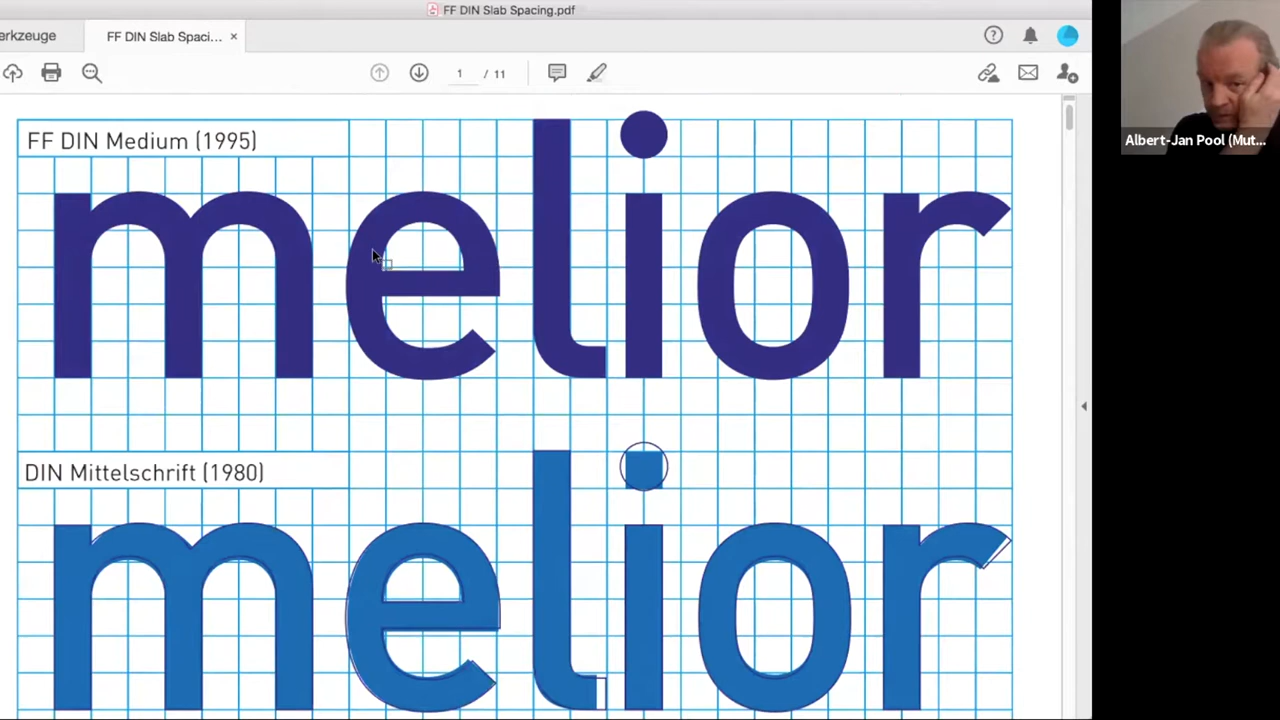 FF DIN Slab Spacing.pdf
erkzeuge
FF DIN Slab Spaci... ×
1 / 11
FF DIN Medium (1995)
melior
DIN Mittelschrift (1980)
melior
Albert-Jan Pool (Mut...